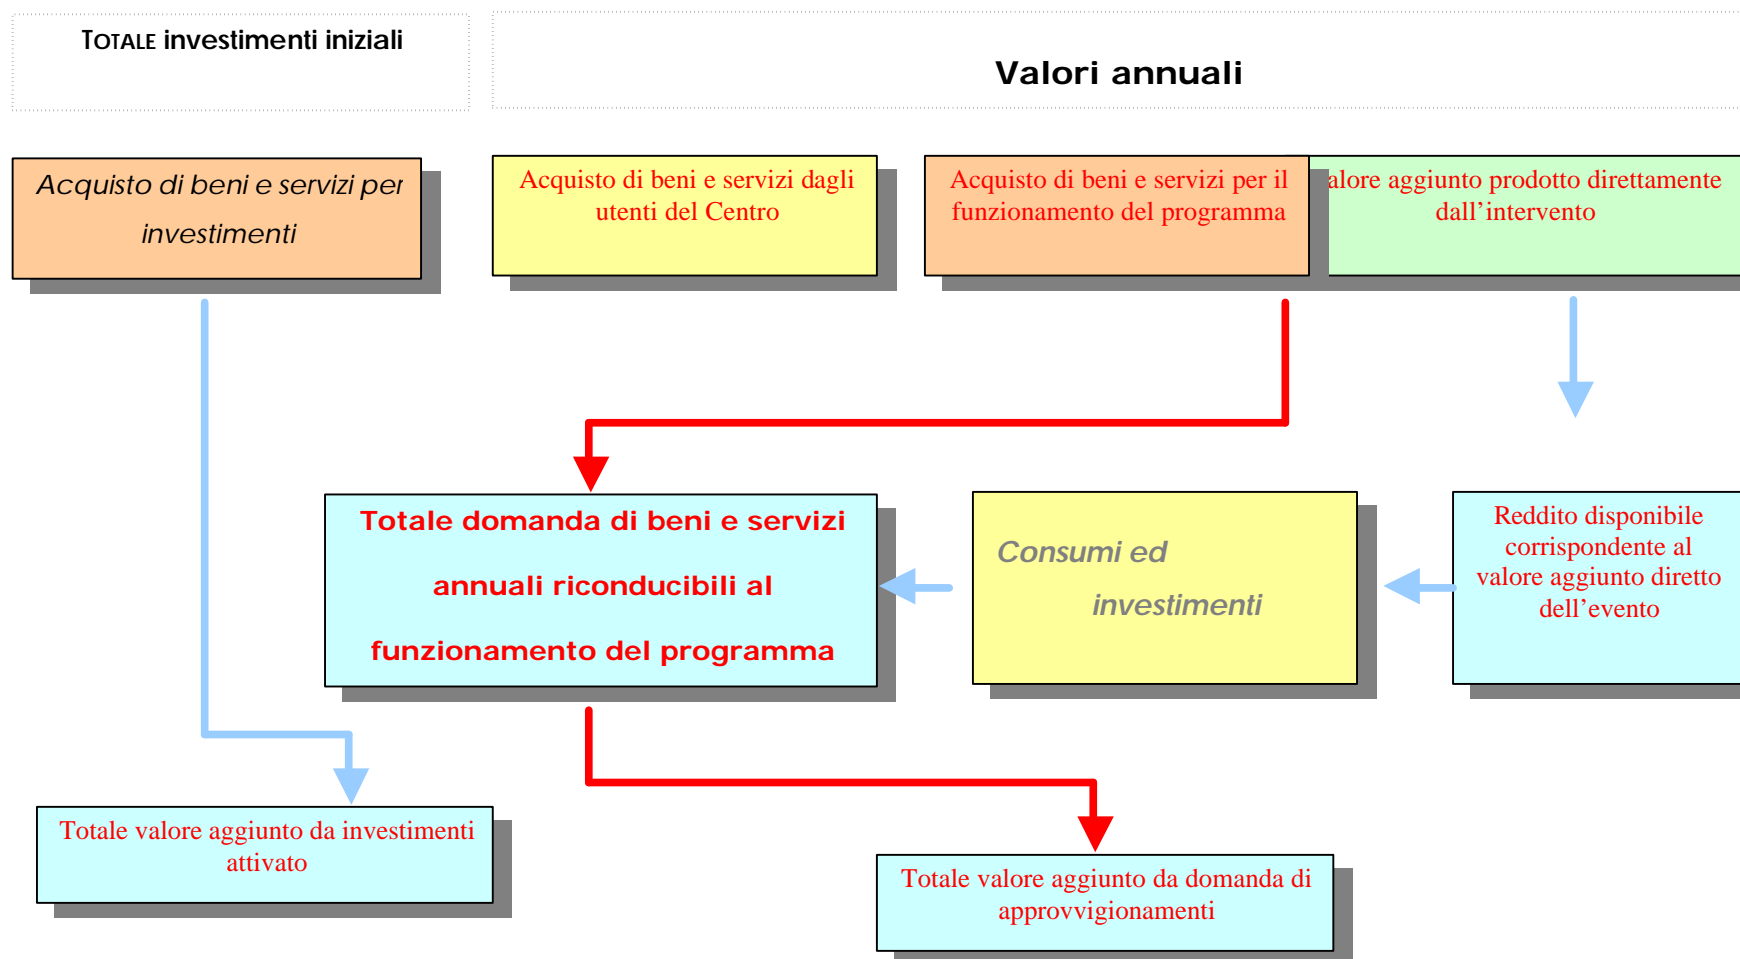 TOTALE investimenti iniziali
Valori annuali
Acquisto di beni e servizi per
investimenti
Acquisto di beni e servizi dagli
utenti del Centro
Acquisto di beni e servizi per il
funzionamento del programma
alore aggiunto prodotto direttamente
dall’intervento
Totale domanda di beni e servizi
annuali riconducibili al
funzionamento del programma
Consumi ed
investimenti
Reddito disponibile
corrispondente al
valore aggiunto diretto
dell’evento
Totale valore aggiunto da investimenti
attivato
Totale valore aggiunto da domanda di
approvvigionamenti